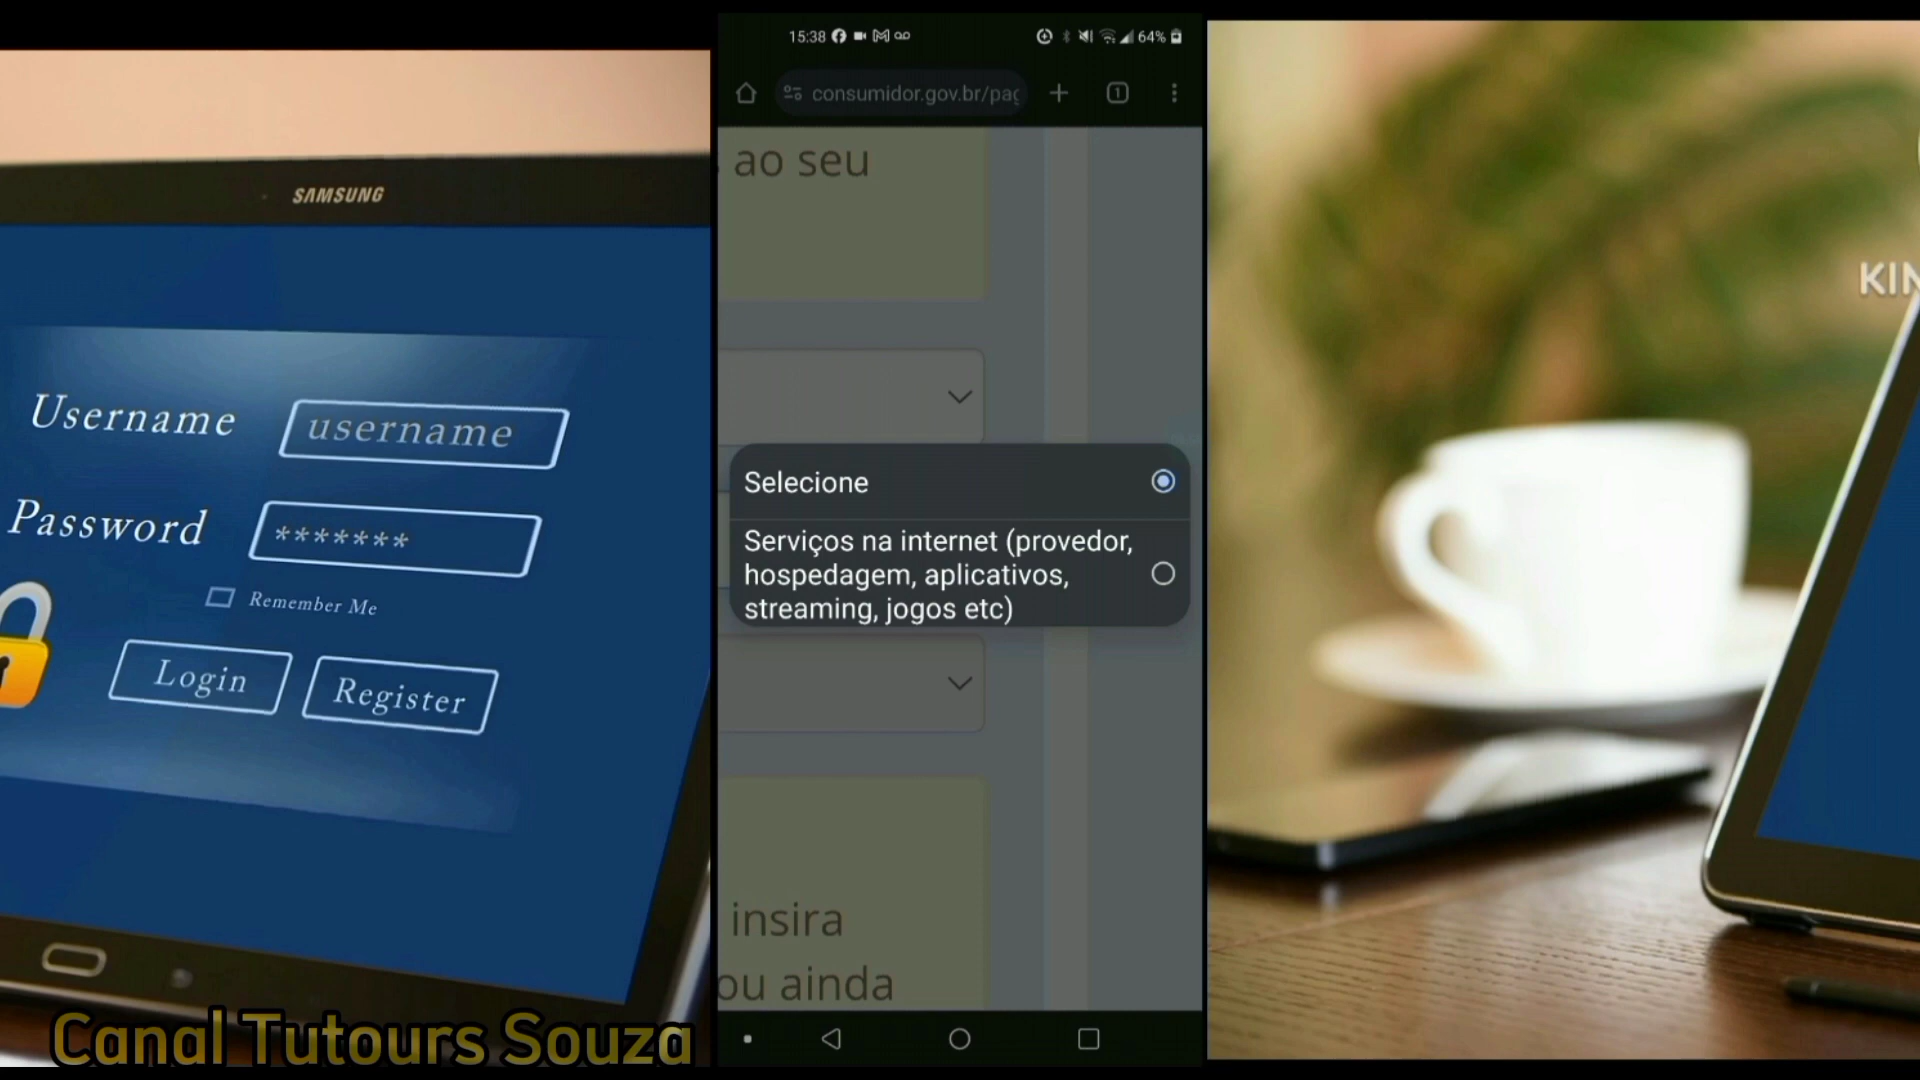 SAMSUNG
Username
username
Password
*******
Remember Me
Login
Register
Canal Tutours Souza
15:38
64%
consumidor.gov.br/pag
1
ao seu
Selecione
Serviços na internet (provedor,
hospedagem, aplicativos,
streaming, jogos etc)
insira
ou ainda
KIN